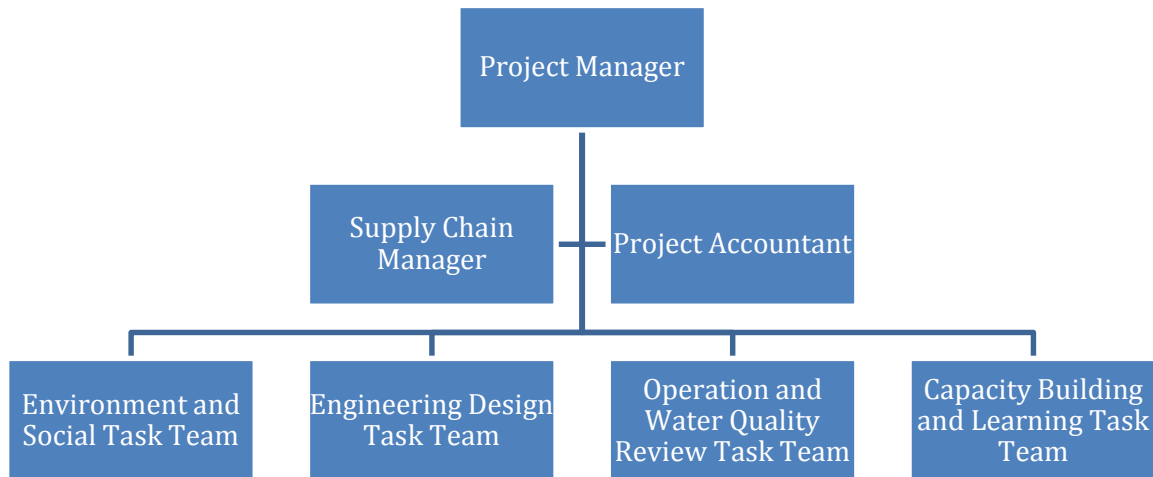 Project Manager
Supply Chain
Manager
Project Accountant
Environment and
Social Task Team
Engineering Design
Task Team
Operation and
Water Quality
Review Task Team
Capacity Building
and Learning Task
Team